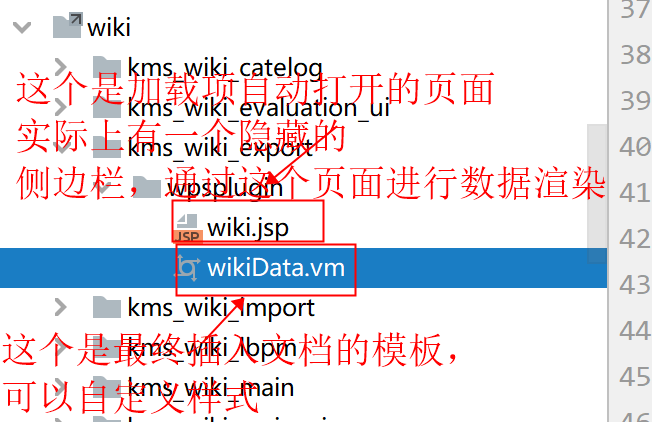 wiki
37
kms_wiki_catelog
38
这个是加载项自动打开的页面
kms_wiki_evaluation_ui
39
实际上有一个隐藏的
kms_wiki_export
40
侧边栏，通过这个页面进行数据渲染
wpsplugin
41
JSP wiki.jsp
42
wikiData.vm
43
kms_wiki_import
44
这个是最终插入文档的模板，
kms_wiki_lbpm
可以自定义样式
kms_wiki_main
45
46